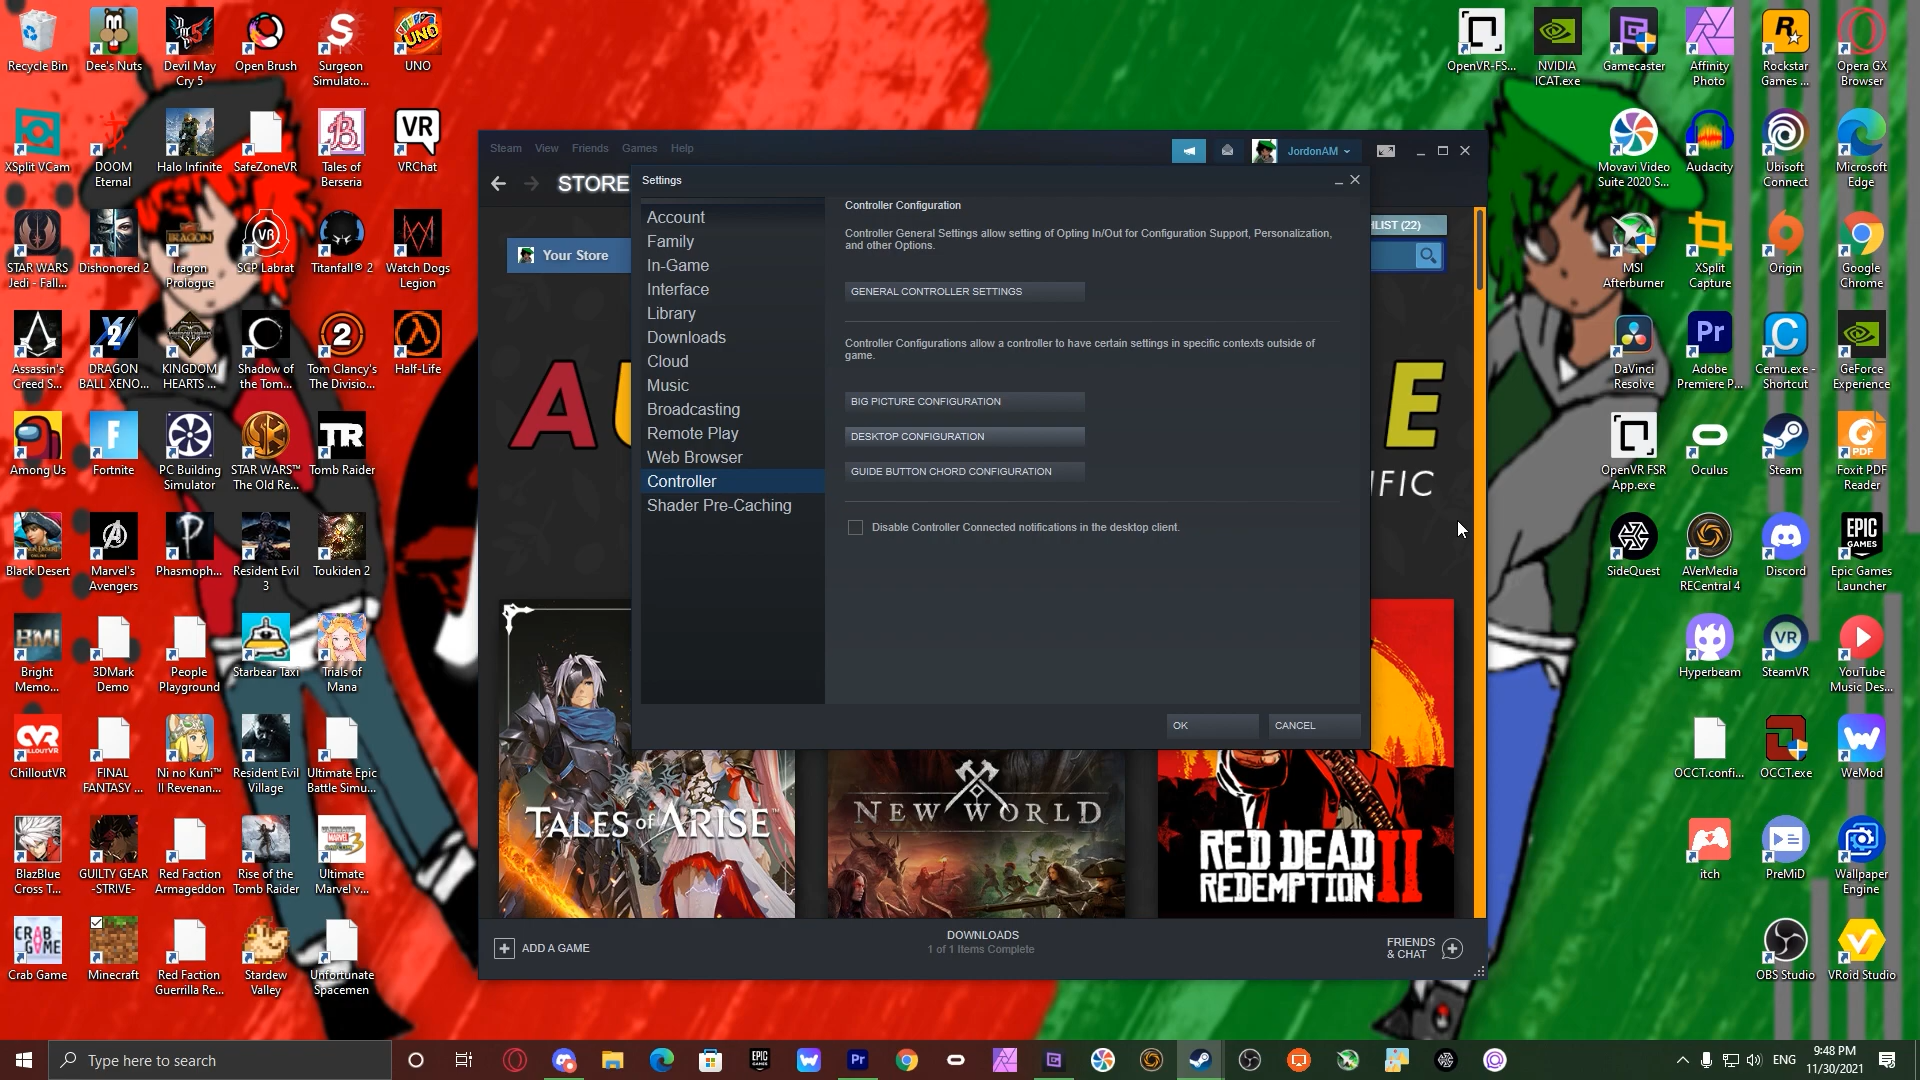 Recycle Bin
Dee's Nuts
Devil May
Cry 5
Open Brush
Surgeon
Simulato...
UNO
XSplit VCam
DOOM
Eternal
Halo Infinite
SafeZoneVR
Tales of
Berseria
VR
VRChat
STAR WARS
Jedi - Fall...
Dishonored 2
Iragon
Prologue
SCP Labrat
Titanfall® 2
Watch Dogs
Legion
Assassin's
Creed S...
DRAGON
BALL XENO...
KINGDOM
HEARTS ...
Shadow of
the Tom...
Tom Clancy's
The Divisio...
Half-Life
Among Us
Fortnite
PC Building
Simulator
STAR WARS™
The Old Re...
TR
Tomb Raider
Black Desert
Marvel's
Avengers
Phasmoph...
Resident Evil
3
Toukiden 2
Bright
Memo...
3DMark
Demo
People
Playground
Starbear Taxi
Trials of
Mana
ChilloutVR
FINAL
FANTASY ...
Ni no Kuni™
II Revenan...
Resident Evil
Village
Ultimate Epic
Battle Simu...
BlazBlue
Cross T...
GUILTY GEAR
-STRIVE-
Red Faction
Armageddon
Rise of the
Tomb Raider
Ultimate
Marvel v...
CRAB
GAME
Crab Game
Minecraft
Red Faction
Guerrilla Re...
Stardew
Valley
Unfortunate
Spacemen
Steam View Friends Games Help
JordonAM
STORE
Your Store
HLIST (22)
A
E
IFIC
Settings
Account
Family
In-Game
Interface
Library
Downloads
Cloud
Music
Broadcasting
Remote Play
Web Browser
Controller
Shader Pre-Caching
Controller Configuration
Controller General Settings allow setting of Opting In/Out for Configuration Support, Personalization,
and other Options.
GENERAL CONTROLLER SETTINGS
Controller Configurations allow a controller to have certain settings in specific contexts outside of
game.
BIG PICTURE CONFIGURATION
DESKTOP CONFIGURATION
GUIDE BUTTON CHORD CONFIGURATION
Disable Controller Connected notifications in the desktop client.
OK
CANCEL
TALES of ARISE™
NEW WORLD
RED DEAD
REDEMPTION II
ADD A GAME
DOWNLOADS
1 of 1 Items Complete
FRIENDS
& CHAT
OpenVR-FS...
NVIDIA
ICAT.exe
Gamecaster
Affinity
Photo
Rockstar
Games ...
Opera GX
Browser
Movavi Video
Suite 2020 S...
Audacity
Ubisoft
Connect
Microsoft
Edge
MSI
Afterburner
XSplit
Capture
Origin
Google
Chrome
DaVinci
Resolve
Pr
Adobe
Premiere P...
Cemu.exe -
Shortcut
GeForce
Experience
OpenVR FSR
App.exe
Oculus
Steam
PDF
Foxit PDF
Reader
SideQuest
AVerMedia
RECentral 4
Discord
EPIC
GAMES
Epic Games
Launcher
Hyperbeam
VR
SteamVR
YouTube
Music Des...
OCCT.confi...
OCCT.exe
WeMod
itch
PreMiD
Wallpaper
Engine
OBS Studio
VRoid Studio
Type here to search
Pr
ENG
9:48 PM
11/30/2021